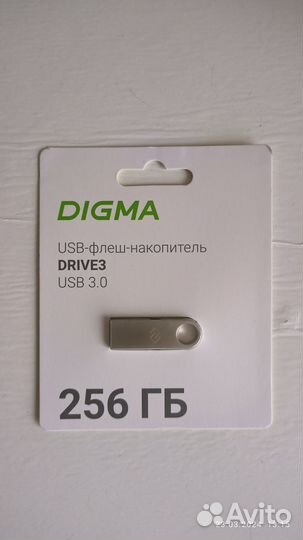 DIGMA
USB-флеш-накопитель
DRIVE3
USB 3.0
256 ГБ
Avito